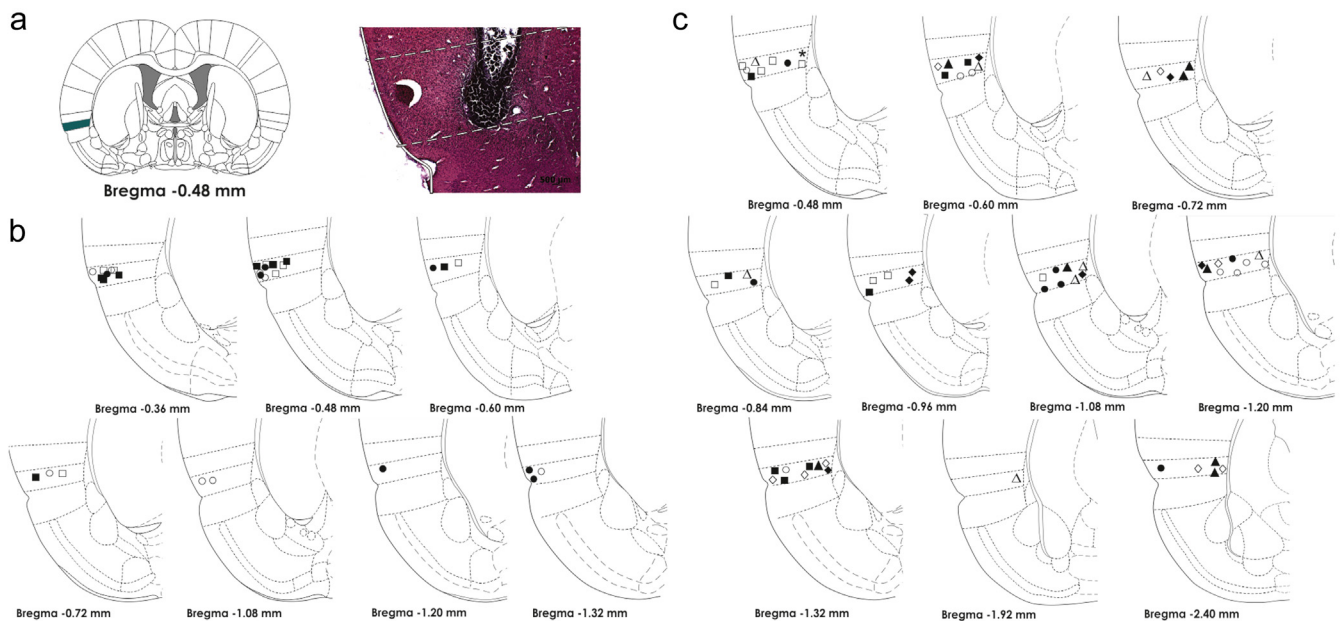 a
Bregma -0.48 mm
500 µm
b
Bregma -0.36 mm
Bregma -0.48 mm
Bregma -0.60 mm
Bregma -0.72 mm
Bregma -1.08 mm
Bregma -1.20 mm
Bregma -1.32 mm
c
*
Bregma -0.48 mm
Bregma -0.60 mm
Bregma -0.72 mm
Bregma -0.84 mm
Bregma -0.96 mm
Bregma -1.08 mm
Bregma -1.20 mm
Bregma -1.32 mm
Bregma -1.92 mm
Bregma -2.40 mm